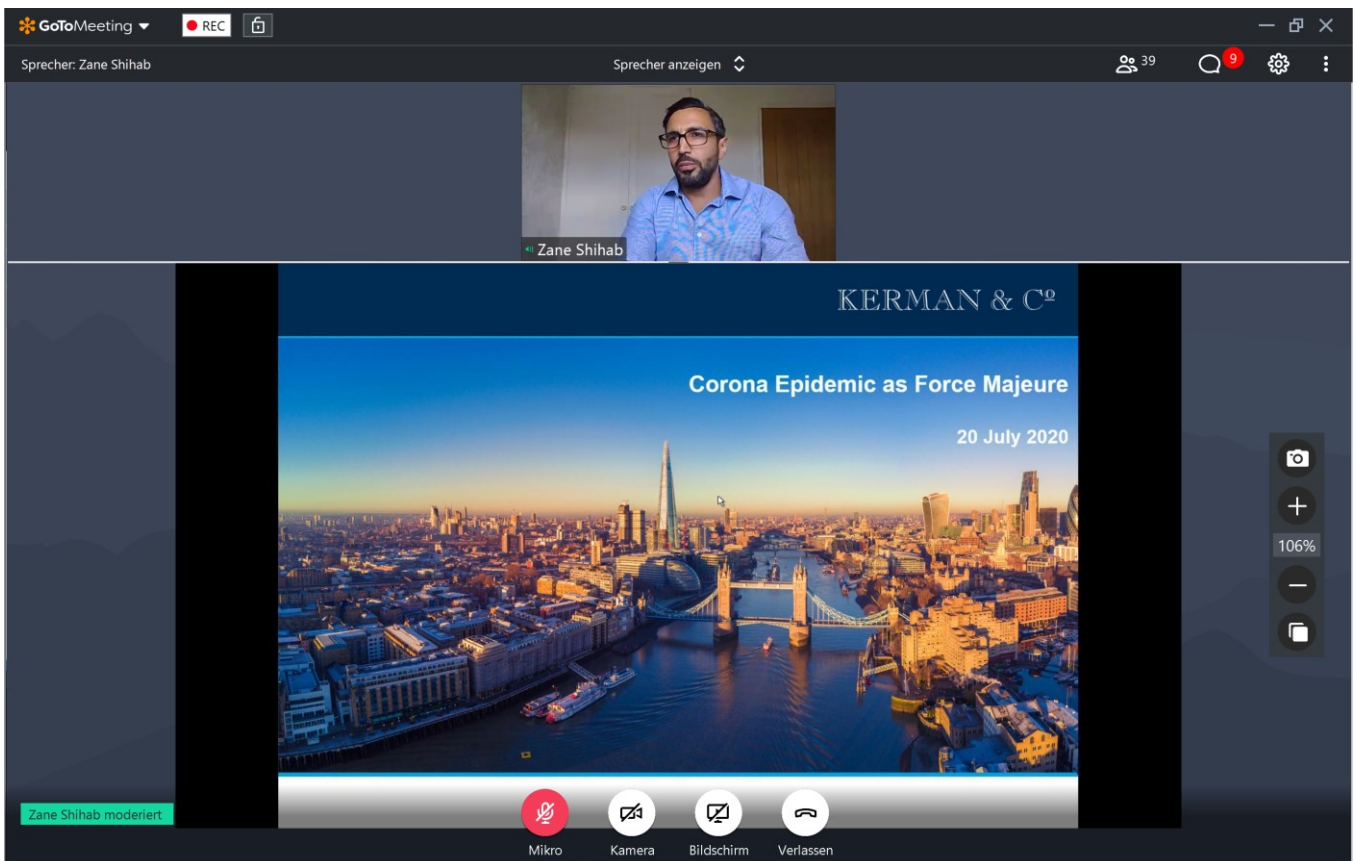 GoToMeeting
REC
Sprecher: Zane Shihab
Sprecher anzeigen
39
9
Zane Shihab
KERMAN & Cº
Corona Epidemic as Force Majeure
20 July 2020
106%
Zane Shihab moderiert
Mikro
Kamera
Bildschirm
Verlassen